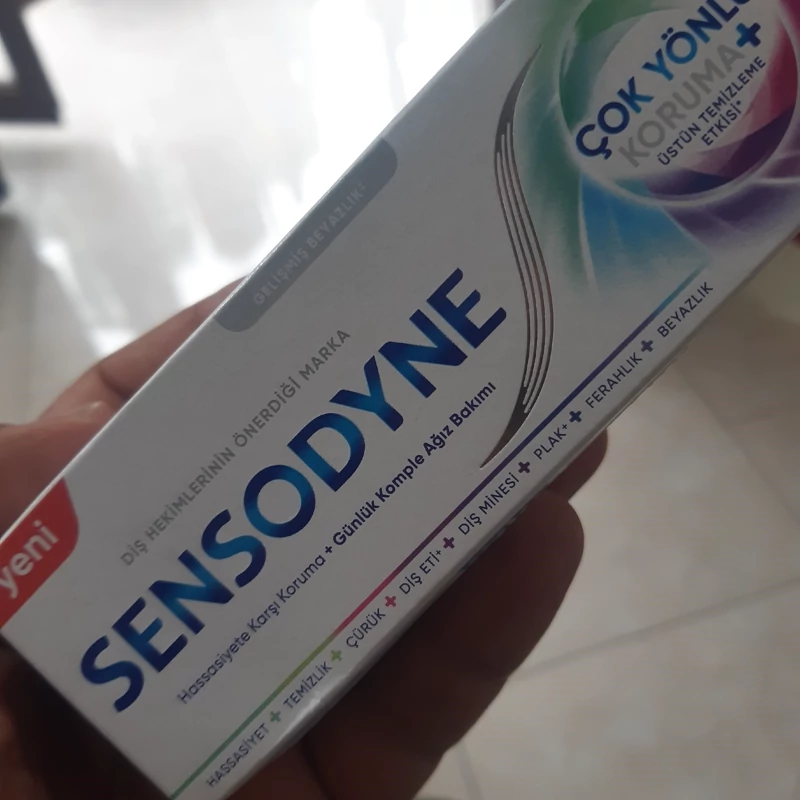 ÇOK YÖNLÜ
KORUMA+
ÜSTÜN TEMİZLEME
ETKİSİ*
GELİŞMİŞ BEYAZLIK!
DİŞ HEKİMLERİNİN ÖNERDİĞİ MARKA
SENSODYNE
Hassasiyete Karşı Koruma + Günlük Komple Ağız Bakımı
yeni
HASSASİYET + TEMİZLİK + ÇÜRÜK + DİŞ ETİ+ + DİŞ MİNESİ + PLAK+ + FERAHLIK + BEYAZLIK